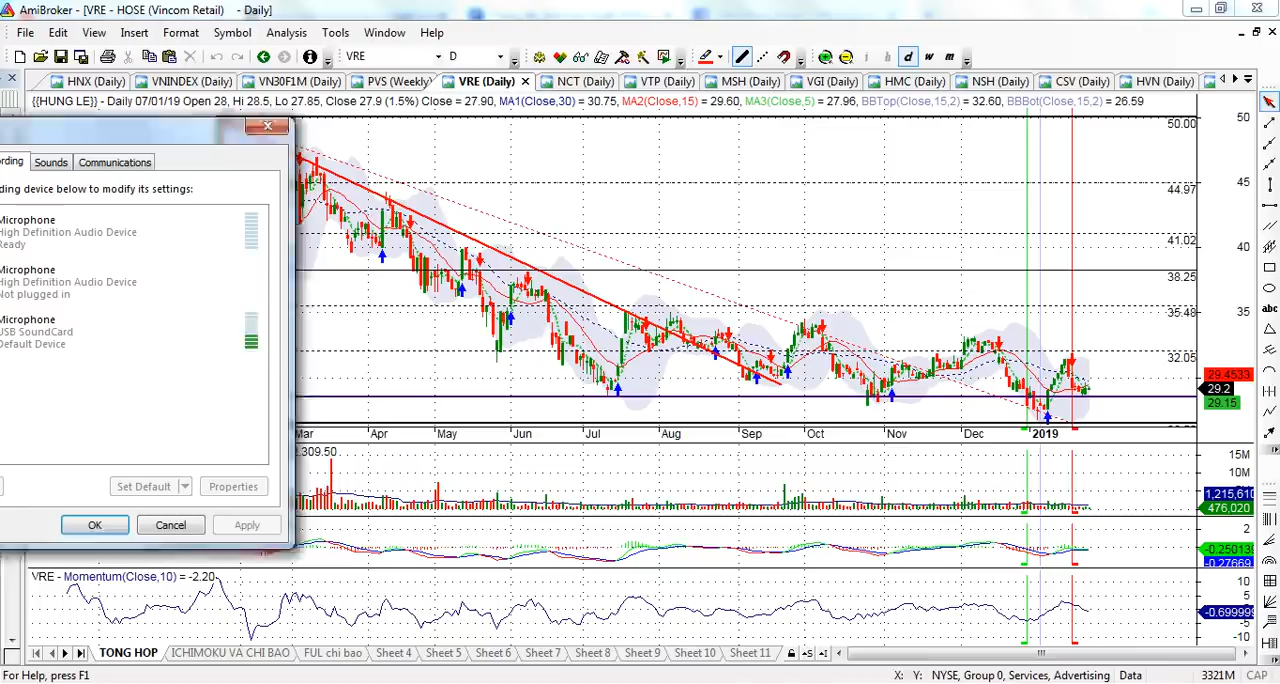 AmiBroker - [VRE - HOSE (Vincom Retail) - Daily]
File Edit View Insert Format Symbol Analysis Tools Window Help
VRE D i h d w m
HNX (Daily) VNINDEX (Daily) VN30F1M (Daily) PVS (Weekly) VRE (Daily) NCT (Daily) VTP (Daily) MSH (Daily) VGI (Daily) HMC (Daily) NSH (Daily) CSV (Daily) HVN (Daily)
{{HUNG LE}} - Daily 07/01/19 Open 28, Hi 28.5, Lo 27.85, Close 27.9 (1.5%) Close = 27.90, MA1(Close,30) = 30.75, MA2(Close,15) = 29.60, MA3(Close,5) = 27.96, BBTop(Close,15,2) = 32.60, BBBot(Close,15,2) = 26.59
50.00 50
44.97 45
41.02 40
38.25
35.48 35
32.05
29.4533
29.2
29.15
ording Sounds Communications
ding device below to modify its settings:
Microphone
High Definition Audio Device
Ready
Microphone
High Definition Audio Device
Not plugged in
Microphone
USB SoundCard
Default Device
Set Default Properties
OK Cancel Apply
Mar Apr May Jun Jul Aug Sep Oct Nov Dec 2019
309.50
15M
10M
1,215,610
476,020
2
-0.250139
-0.27669
VRE - Momentum(Close,10) = -2.20
10
5
-0.699999
-5
-10
TONG HOP ICHIMOKU VÀ CHI BAO FUL Chi bao Sheet 4 Sheet 5 Sheet 6 Sheet 7 Sheet 8 Sheet 9 Sheet 10 Sheet 11
For Help, press F1 X: Y: NYSE, Group 0, Services, Advertising Data 3321M CAP
abc